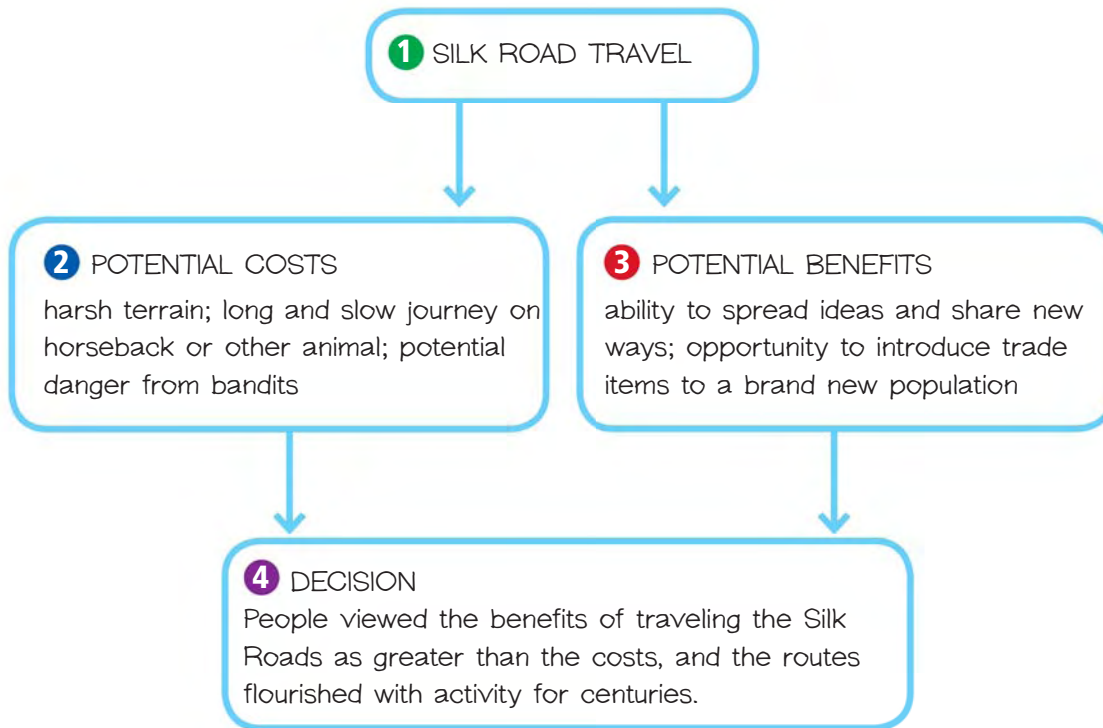 1 SILK ROAD TRAVEL
2 POTENTIAL COSTS
harsh terrain; long and slow journey on
horseback or other animal; potential
danger from bandits
3 POTENTIAL BENEFITS
ability to spread ideas and share new
ways; opportunity to introduce trade
items to a brand new population
4 DECISION
People viewed the benefits of traveling the Silk
Roads as greater than the costs, and the routes
flourished with activity for centuries.